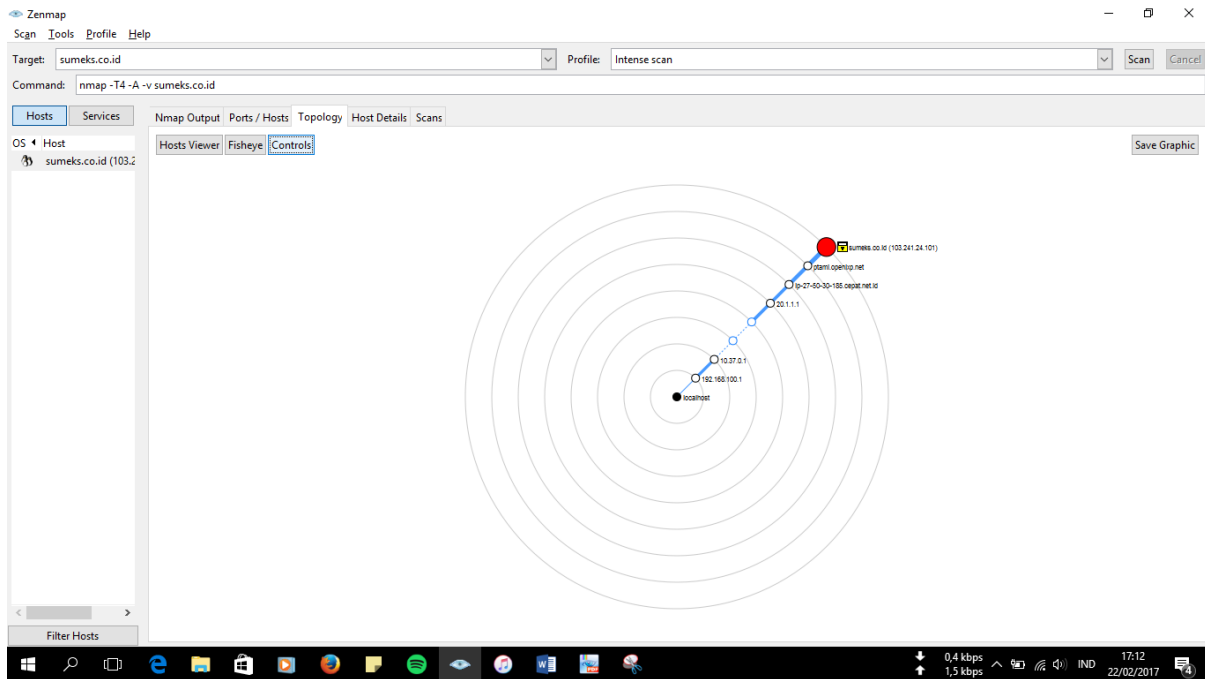 Zenmap
Scan Tools Profile Help
Target: sumeks.co.id Profile: Intense scan Scan Cancel
Command: nmap -T4 -A -v sumeks.co.id
Hosts Services Nmap Output Ports / Hosts Topology Host Details Scans
OS Host
Hosts Viewer Fisheye Controls Save Graphic
sumeks.co.id (103.2
sumeks.co.id (103.241.24.101)
ptami.openixp.net
ip-27-50-30-185.cepat.net.id
20.1.1.1
10.37.0.1
192.168.100.1
localhost
Filter Hosts
0,4 kbps
1,5 kbps
IND
17:12
22/02/2017
4